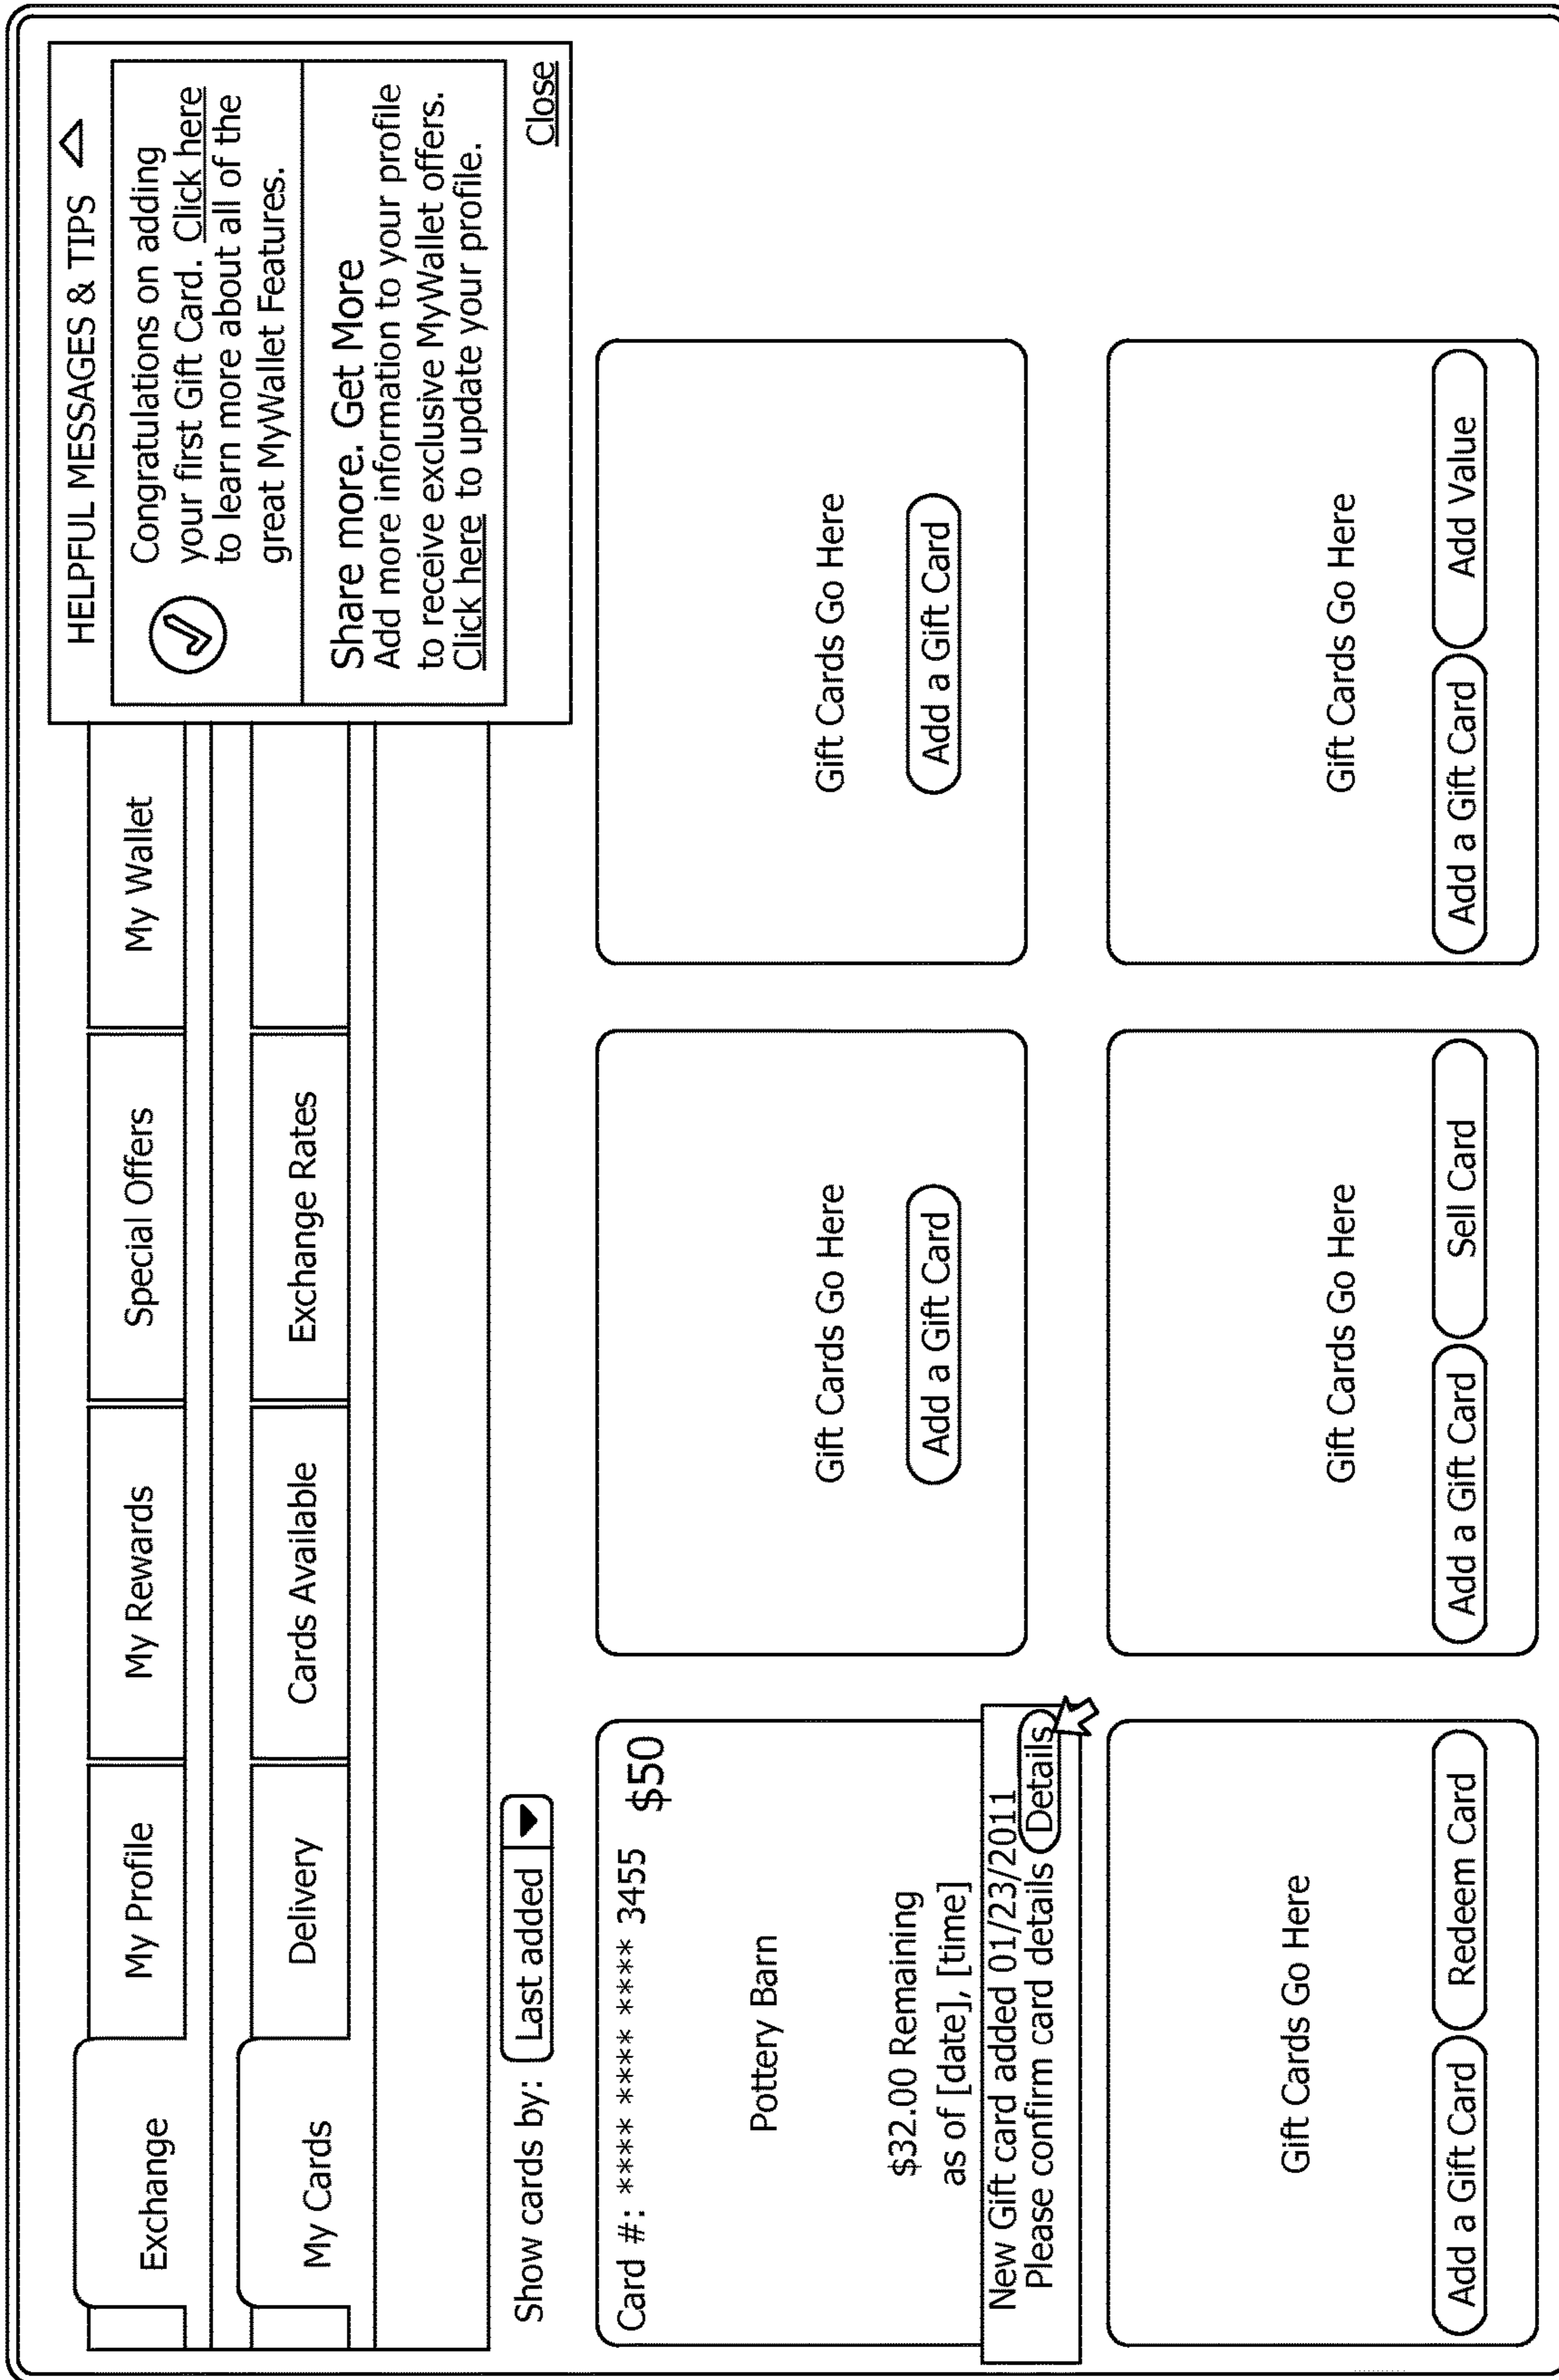 HELPFUL MESSAGES & TIPS
Congratulations on adding
your first Gift Card. Click here
to learn more about all of the
great MyWallet Features.
Share more. Get More
Add more information to your profile
to receive exclusive MyWallet offers.
Click here to update your profile.
Close
Exchange
My Profile
My Rewards
Special Offers
My Wallet
My Cards
Delivery
Cards Available
Exchange Rates
Show cards by: Last added
Card #: **** **** **** 3455 $50
Pottery Barn
$32.00 Remaining
as of [date], [time]
New Gift card added 01/23/2011
Please confirm card details Details
Gift Cards Go Here
Add a Gift Card
Gift Cards Go Here
Add a Gift Card
Gift Cards Go Here
Add a Gift Card Redeem Card
Gift Cards Go Here
Add a Gift Card Sell Card
Gift Cards Go Here
Add a Gift Card Add Value